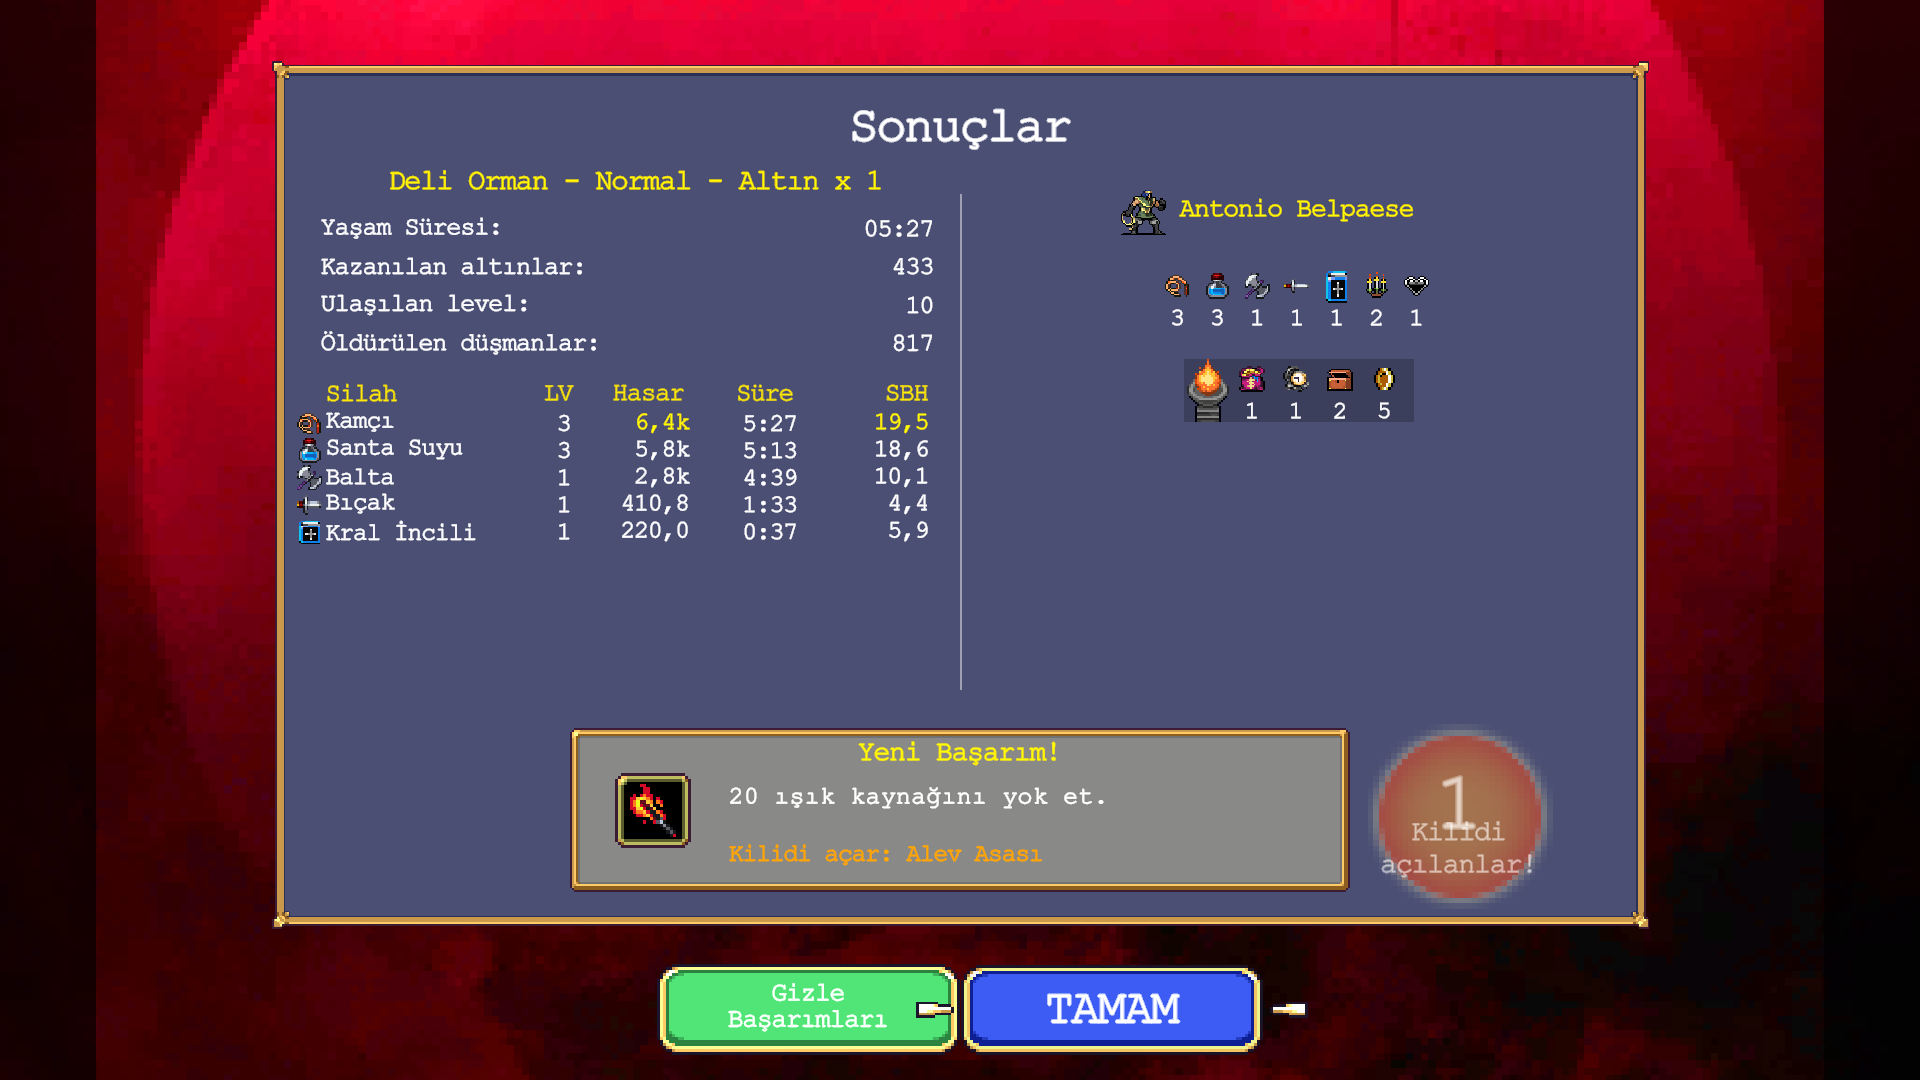 Sonuçlar
Deli Orman - Normal - Altın x 1
Yaşam Süresi: 05:27
Kazanılan altınlar: 433
Ulaşılan level: 10
Öldürülen düşmanlar: 817
Silah LV Hasar Süre SBH
Kamçı 3 6,4k 5:27 19,5
Santa Suyu 3 5,8k 5:13 18,6
Balta 1 2,8k 4:39 10,1
Bıçak 1 410,8 1:33 4,4
Kral İncili 1 220,0 0:37 5,9
Antonio Belpaese
3 3 1 1 1 2 1
1 1 2 5
Yeni Başarım!
20 ışık kaynağını yok et.
Kilidi açar: Alev Asası
1
Kilidi
açılanlar!
Gizle
Başarımları
TAMAM